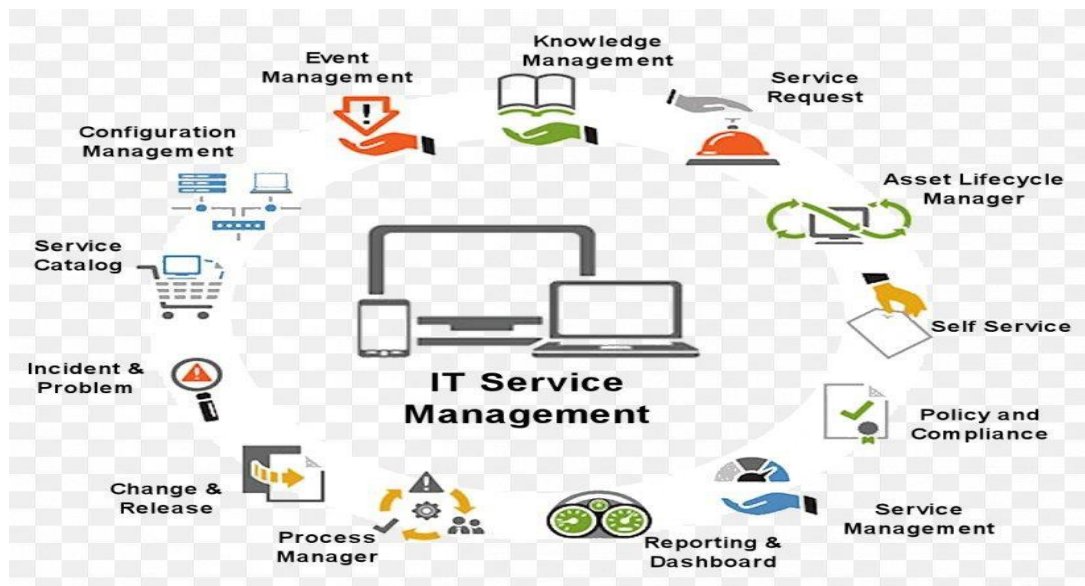 Knowledge
Management
Event
Management
Service
Request
Configuration
Management
Asset Lifecycle
Manager
Service
Catalog
Self Service
Incident &
Problem
IT Service
Management
Policy and
Compliance
Change &
Release
Service
Management
Process
Manager
Reporting &
Dashboard